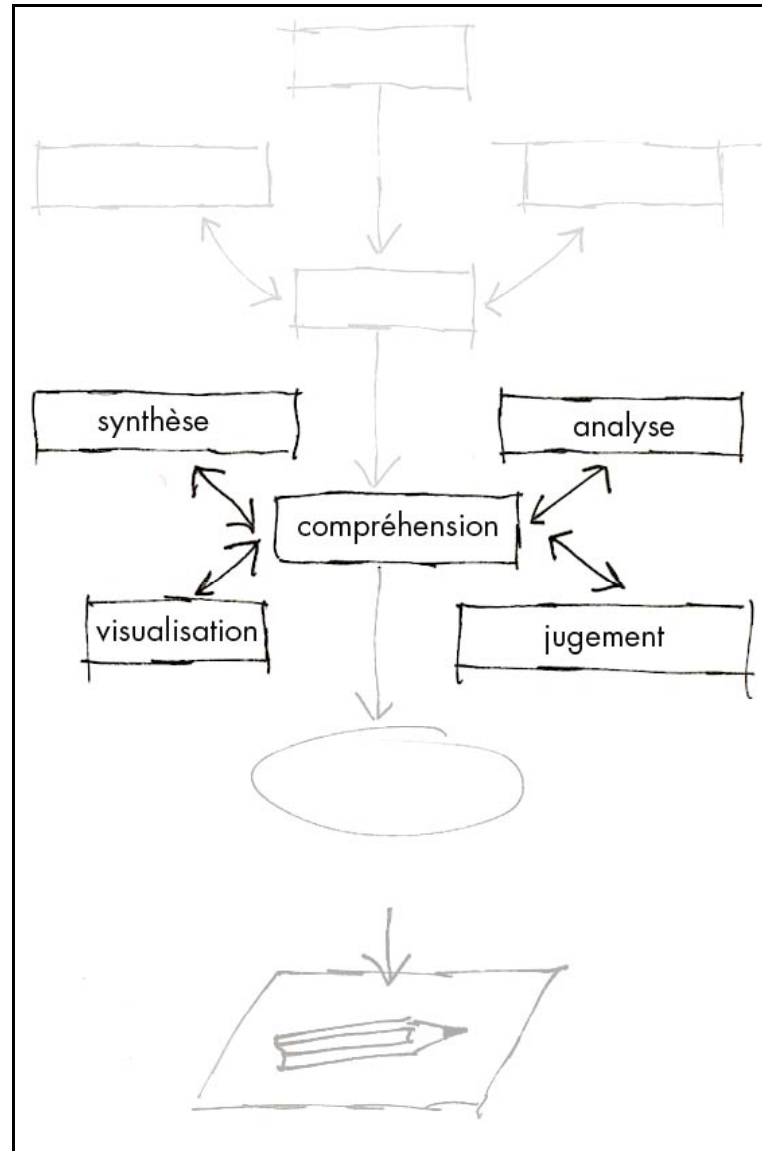 synthèse
analyse
compréhension
visualisation
jugement